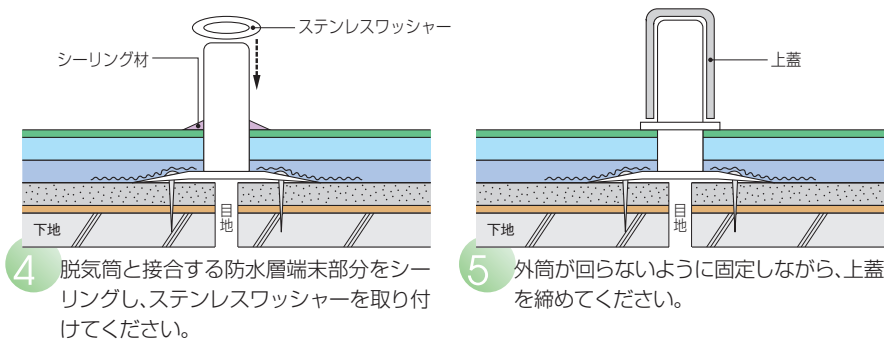 ステンレスワッシャー
シーリング材
目地
下地
4 脱気筒と接合する防水層端末部分をシー
リングし、ステンレスワッシャーを取り付
けてください。
上蓋
目地
下地
5 外筒が回らないように固定しながら、上蓋
を締めてください。